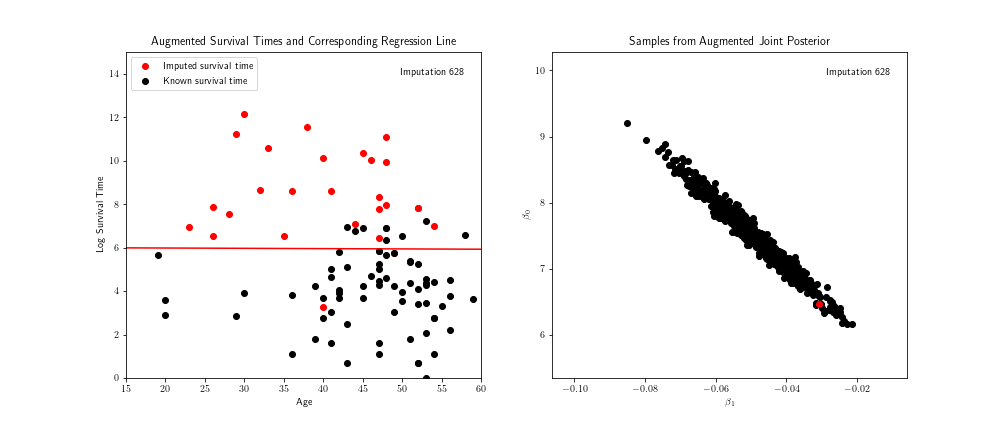 Augmented Survival Times and Corresponding Regression Line
Imputed survival time
Known survival time
Imputation 628
Log Survival Time
14
12
10
8
6
4
2
0
15
20
25
30
35
40
45
50
55
60
Age
Samples from Augmented Joint Posterior
Imputation 628
β₀
10
9
8
7
6
−0.10
−0.08
−0.06
−0.04
−0.02
β₁